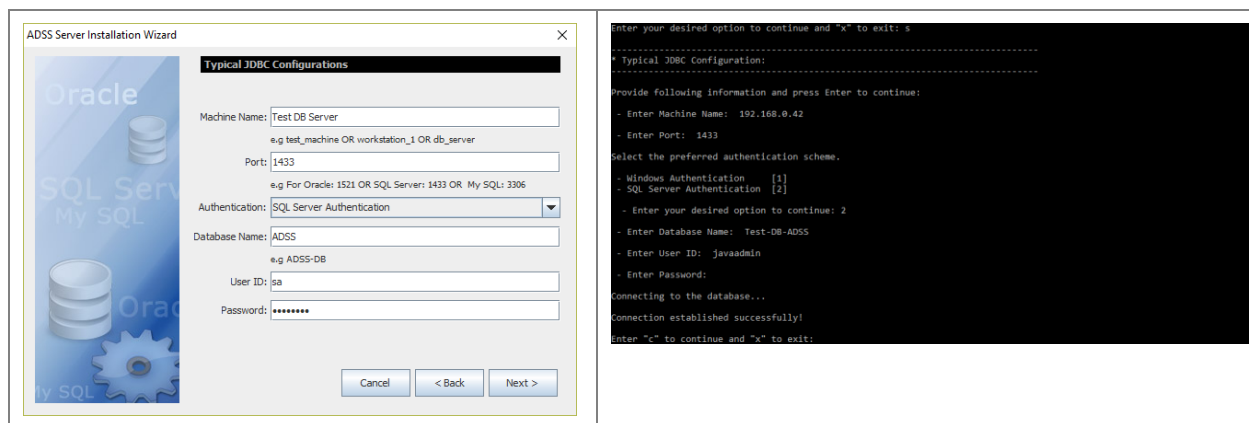 ADSS Server Installation Wizard
Typical JDBC Configurations
Oracle
SQL Serv
My SQL
Orac
My SQL
Machine Name: Test DB Server
e.g test_machine OR workstation_1 OR db_server
Port: 1433
e.g For Oracle: 1521 OR SQL Server: 1433 OR My SQL: 3306
Authentication: SQL Server Authentication
Database Name: ADSS
e.g ADSS-DB
User ID: sa
Password: ••••••••
Cancel
< Back
Next >
Enter your desired option to continue and "x" to exit: s
--------------------------------------------------------------------------------
* Typical JDBC Configuration:
--------------------------------------------------------------------------------
Provide following information and press Enter to continue:
- Enter Machine Name: 192.168.0.42
- Enter Port: 1433
Select the preferred authentication scheme.
- Windows Authentication [1]
- SQL Server Authentication [2]
- Enter your desired option to continue: 2
- Enter Database Name: Test-DB-ADSS
- Enter User ID: javaadmin
- Enter Password:
Connecting to the database...
Connection established successfully!
Enter "c" to continue and "x" to exit: